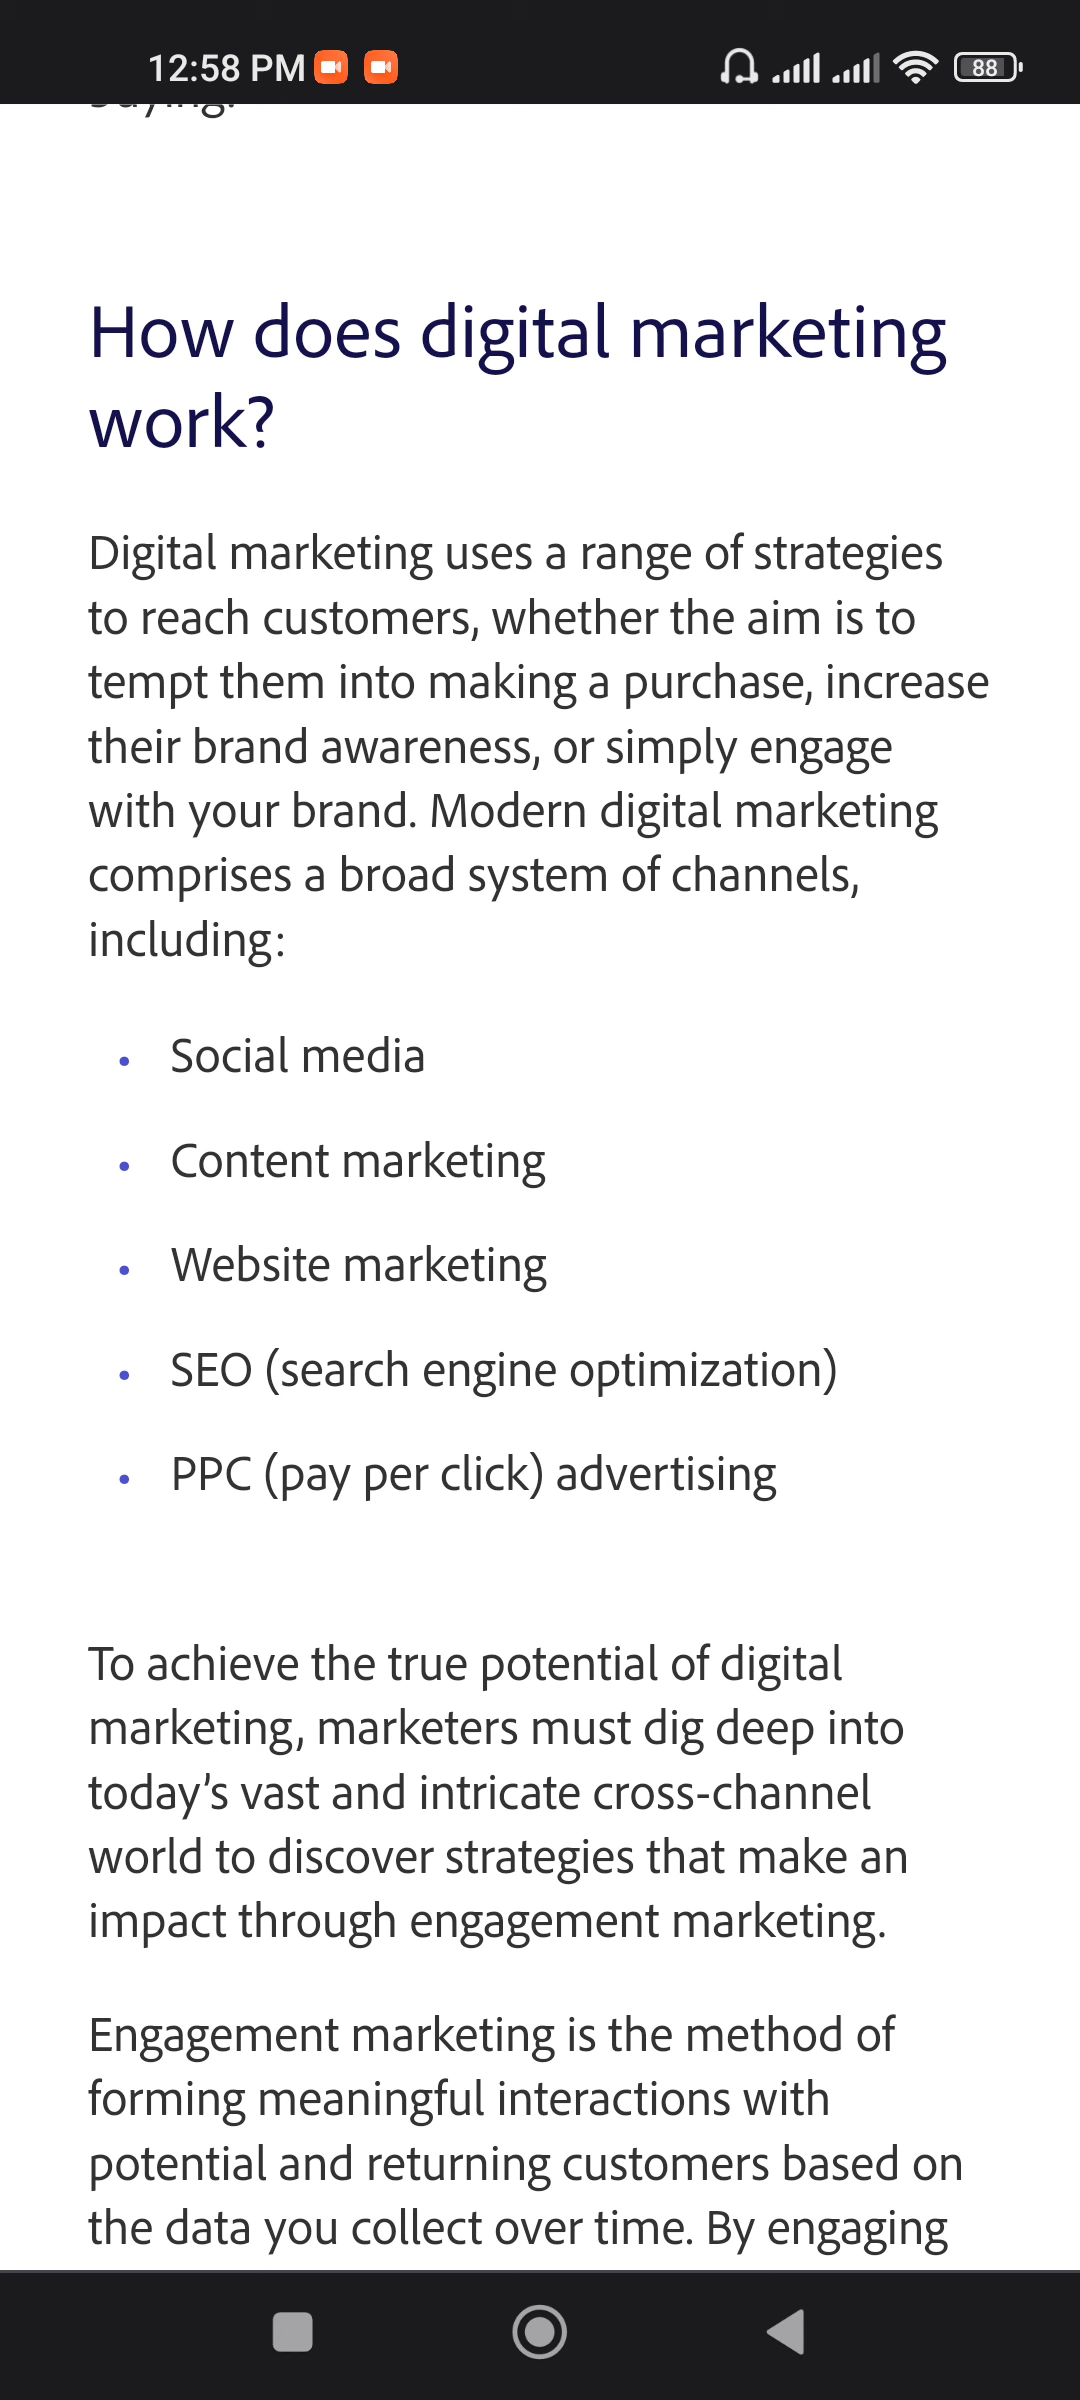 12:58 PM
88
How does digital marketing
work?
Digital marketing uses a range of strategies
to reach customers, whether the aim is to
tempt them into making a purchase, increase
their brand awareness, or simply engage
with your brand. Modern digital marketing
comprises a broad system of channels,
including:
• Social media
• Content marketing
• Website marketing
• SEO (search engine optimization)
• PPC (pay per click) advertising
To achieve the true potential of digital
marketing, marketers must dig deep into
today’s vast and intricate cross-channel
world to discover strategies that make an
impact through engagement marketing.
Engagement marketing is the method of
forming meaningful interactions with
potential and returning customers based on
the data you collect over time. By engaging